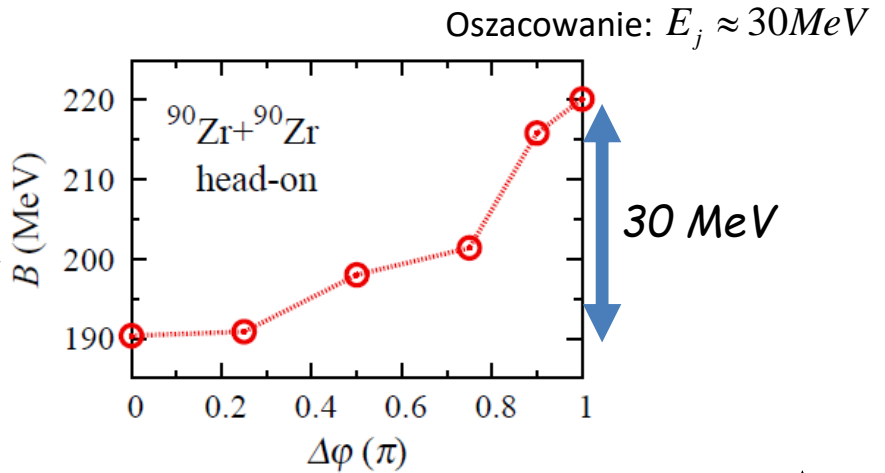 Oszacowanie: E_j ≈ 30MeV
220
210
200
190
B (MeV)
⁹⁰Zr+⁹⁰Zr
head-on
30 MeV
0 0.2 0.4 0.6 0.8 1
Δφ (π)